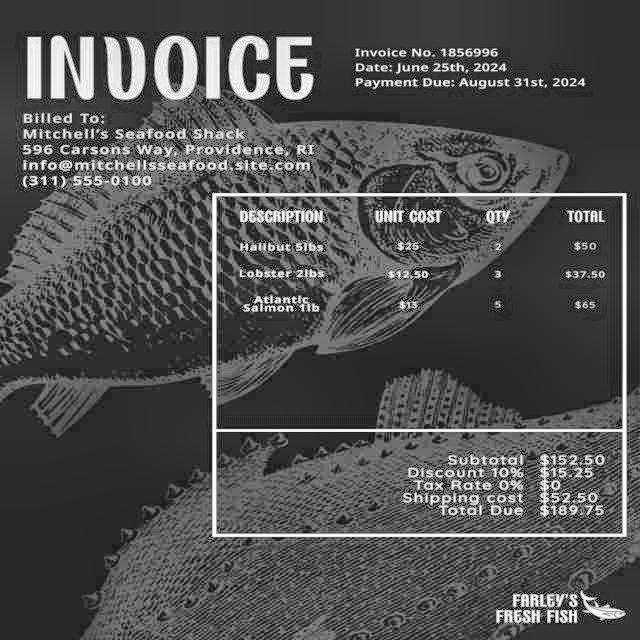 INVOICE
Invoice No. 1856996
Date: June 25th, 2024
Payment Due: August 31st, 2024
Billed To:
Mitchell's Seafood Shack
596 Carsons Way, Providence, RI
info@mitchellsseafood.site.com
(311) 555-0100
DESCRIPTION UNIT COST QTY TOTAL
Halibut 5lbs $25 2 $50
Lobster 2lbs $12.50 3 $37.50
Atlantic
Salmon 1lb $13 5 $65
Subtotal $152.50
Discount 10% $15.25
Tax Rate 0% $0
Shipping cost $52.50
Total Due $189.75
FARLEY'S
FRESH FISH